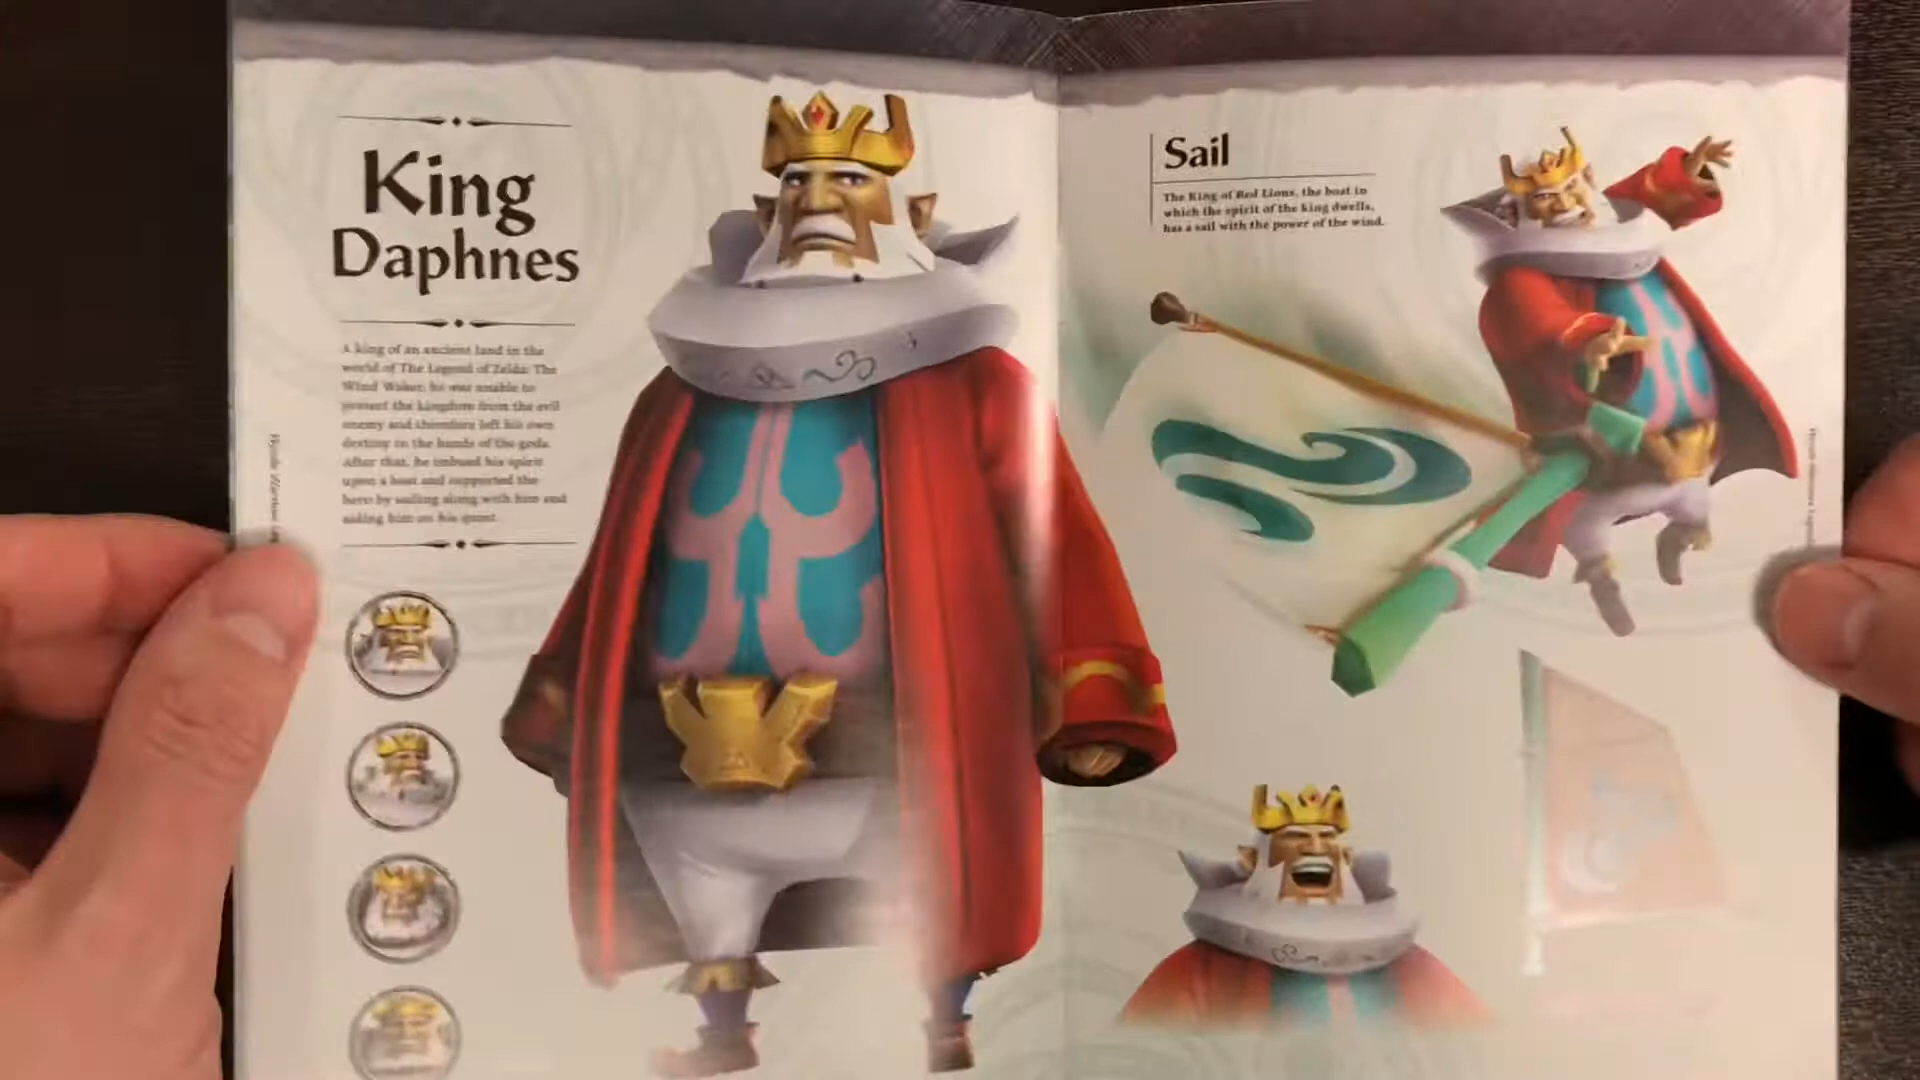 King
Daphnes
A king of an ancient land in the
world of The Legend of Zelda: The
Wind Waker, he was unable to
protect the kingdom from the evil
enemy and therefore left his own
destiny in the hands of the gods.
After that, he imbued his spirit
upon a boat and supported the
hero by sailing along with him and
aiding him on his quest.
Sail
The King of Red Lions, the boat in
which the spirit of the king dwells,
has a sail with the power of the wind.